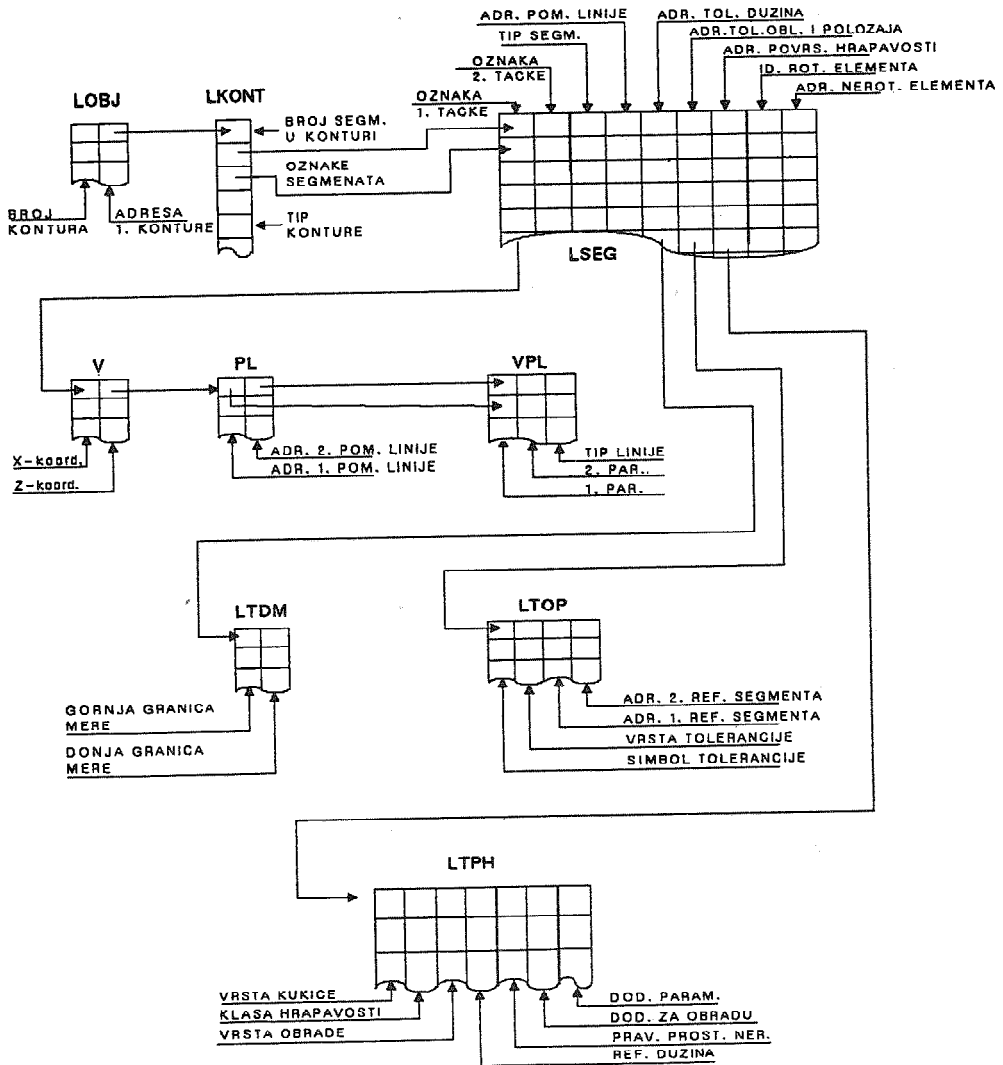 ADR. POM. LINIJE
TIP SEGM.
OZNAKA
2. TACKE
OZNAKA
1. TACKE
ADR. TOL. DUZINA
ADR.TOL.OBL. I POLOZAJA
ADR. POVRS. HRAPAVOSTI
ID. ROT. ELEMENTA
ADR. NEROT. ELEMENTA
LOBJ
LKONT
BROJ SEGM.
U KONTURI
OZNAKE
SEGMENATA
BROJ
KONTURA
ADRESA
1. KONTURE
TIP
KONTURE
LSEG
V
PL
VPL
X-koord.
Z-koord.
ADR. 2. POM. LINIJE
ADR. 1. POM. LINIJE
TIP LINIJE
2. PAR..
1. PAR.
LTDM
LTOP
GORNJA GRANICA
MERE
DONJA GRANICA
MERE
ADR. 2. REF. SEGMENTA
ADR. 1. REF. SEGMENTA
VRSTA TOLERANCIJE
SIMBOL TOLERANCIJE
LTPH
VRSTA KUKICE
KLASA HRAPAVOSTI
VRSTA OBRADE
DOD. PARAM.
DOD. ZA OBRADU
PRAV. PROST. NER.
REF. DUZINA